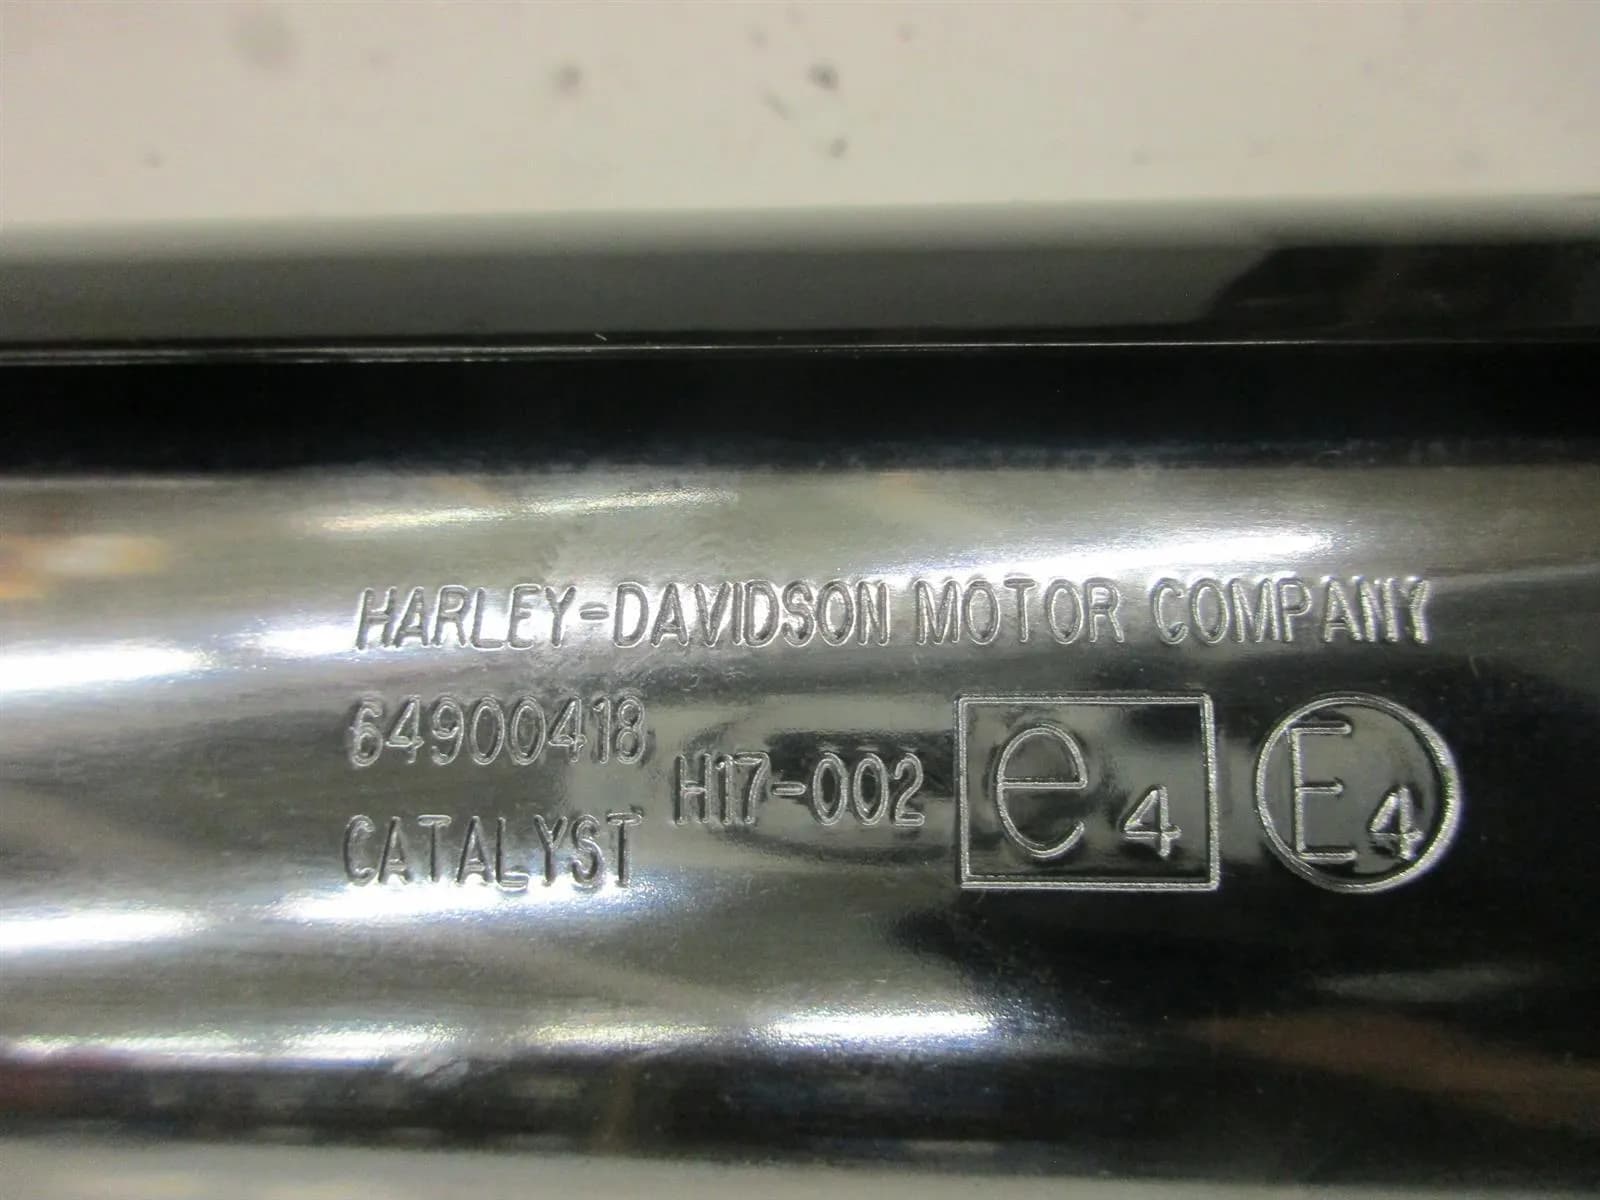 HARLEY-DAVIDSON MOTOR COMPANY
64900418
H17-002
e4
E4
CATALYST